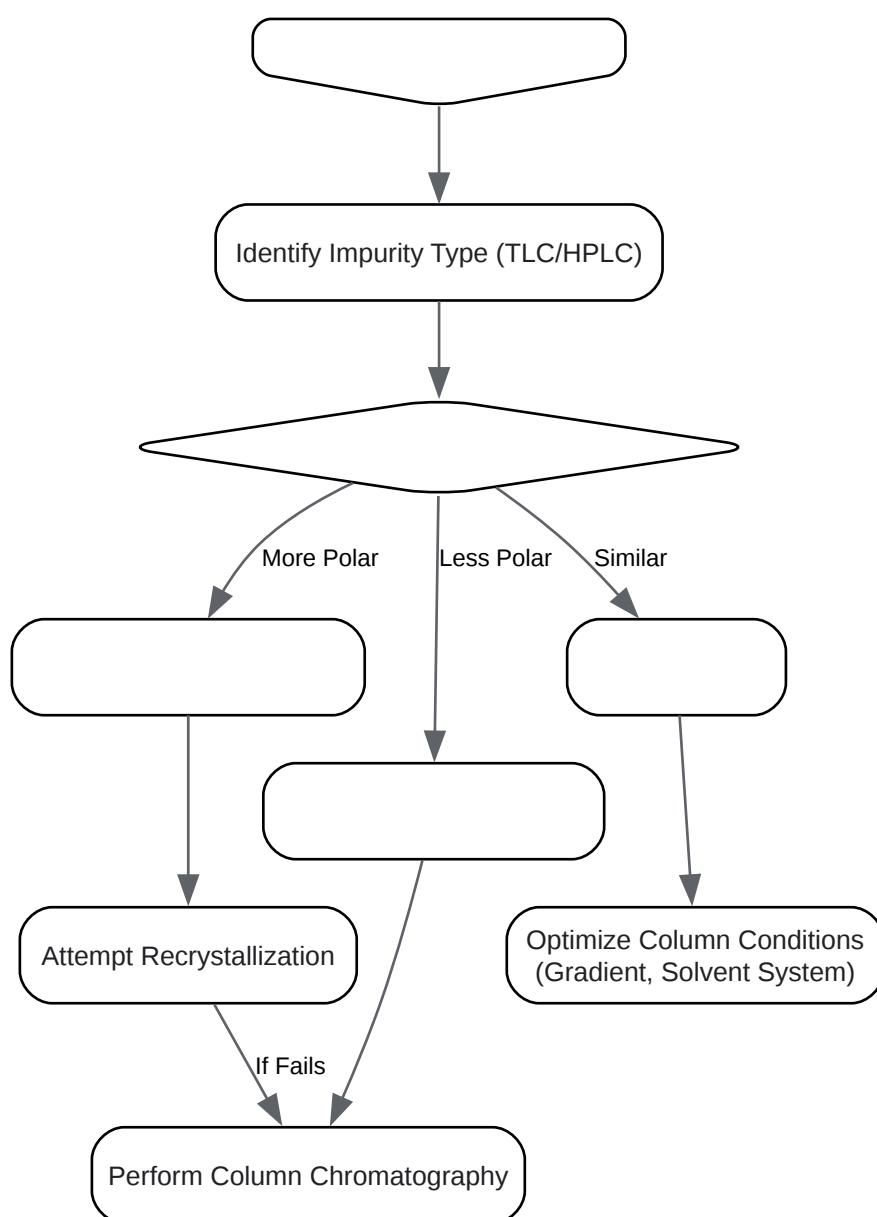 Identify Impurity Type (TLC/HPLC)
More Polar
Less Polar
Similar
Attempt Recrystallization
Optimize Column Conditions
(Gradient, Solvent System)
If Fails
Perform Column Chromatography